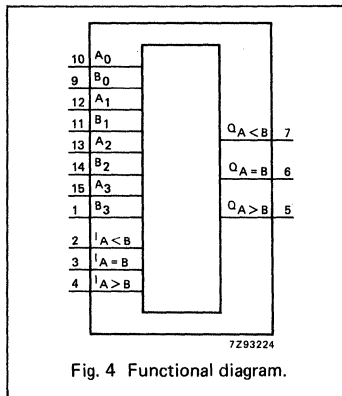 10 A0
9 B0
12 A1
11 B1
13 A2
14 B2
15 A3
1 B3
2 IA<B
3 IA=B
4 IA>B
QA<B 7
QA=B 6
QA>B 5
7Z93224
Fig. 4 Functional diagram.